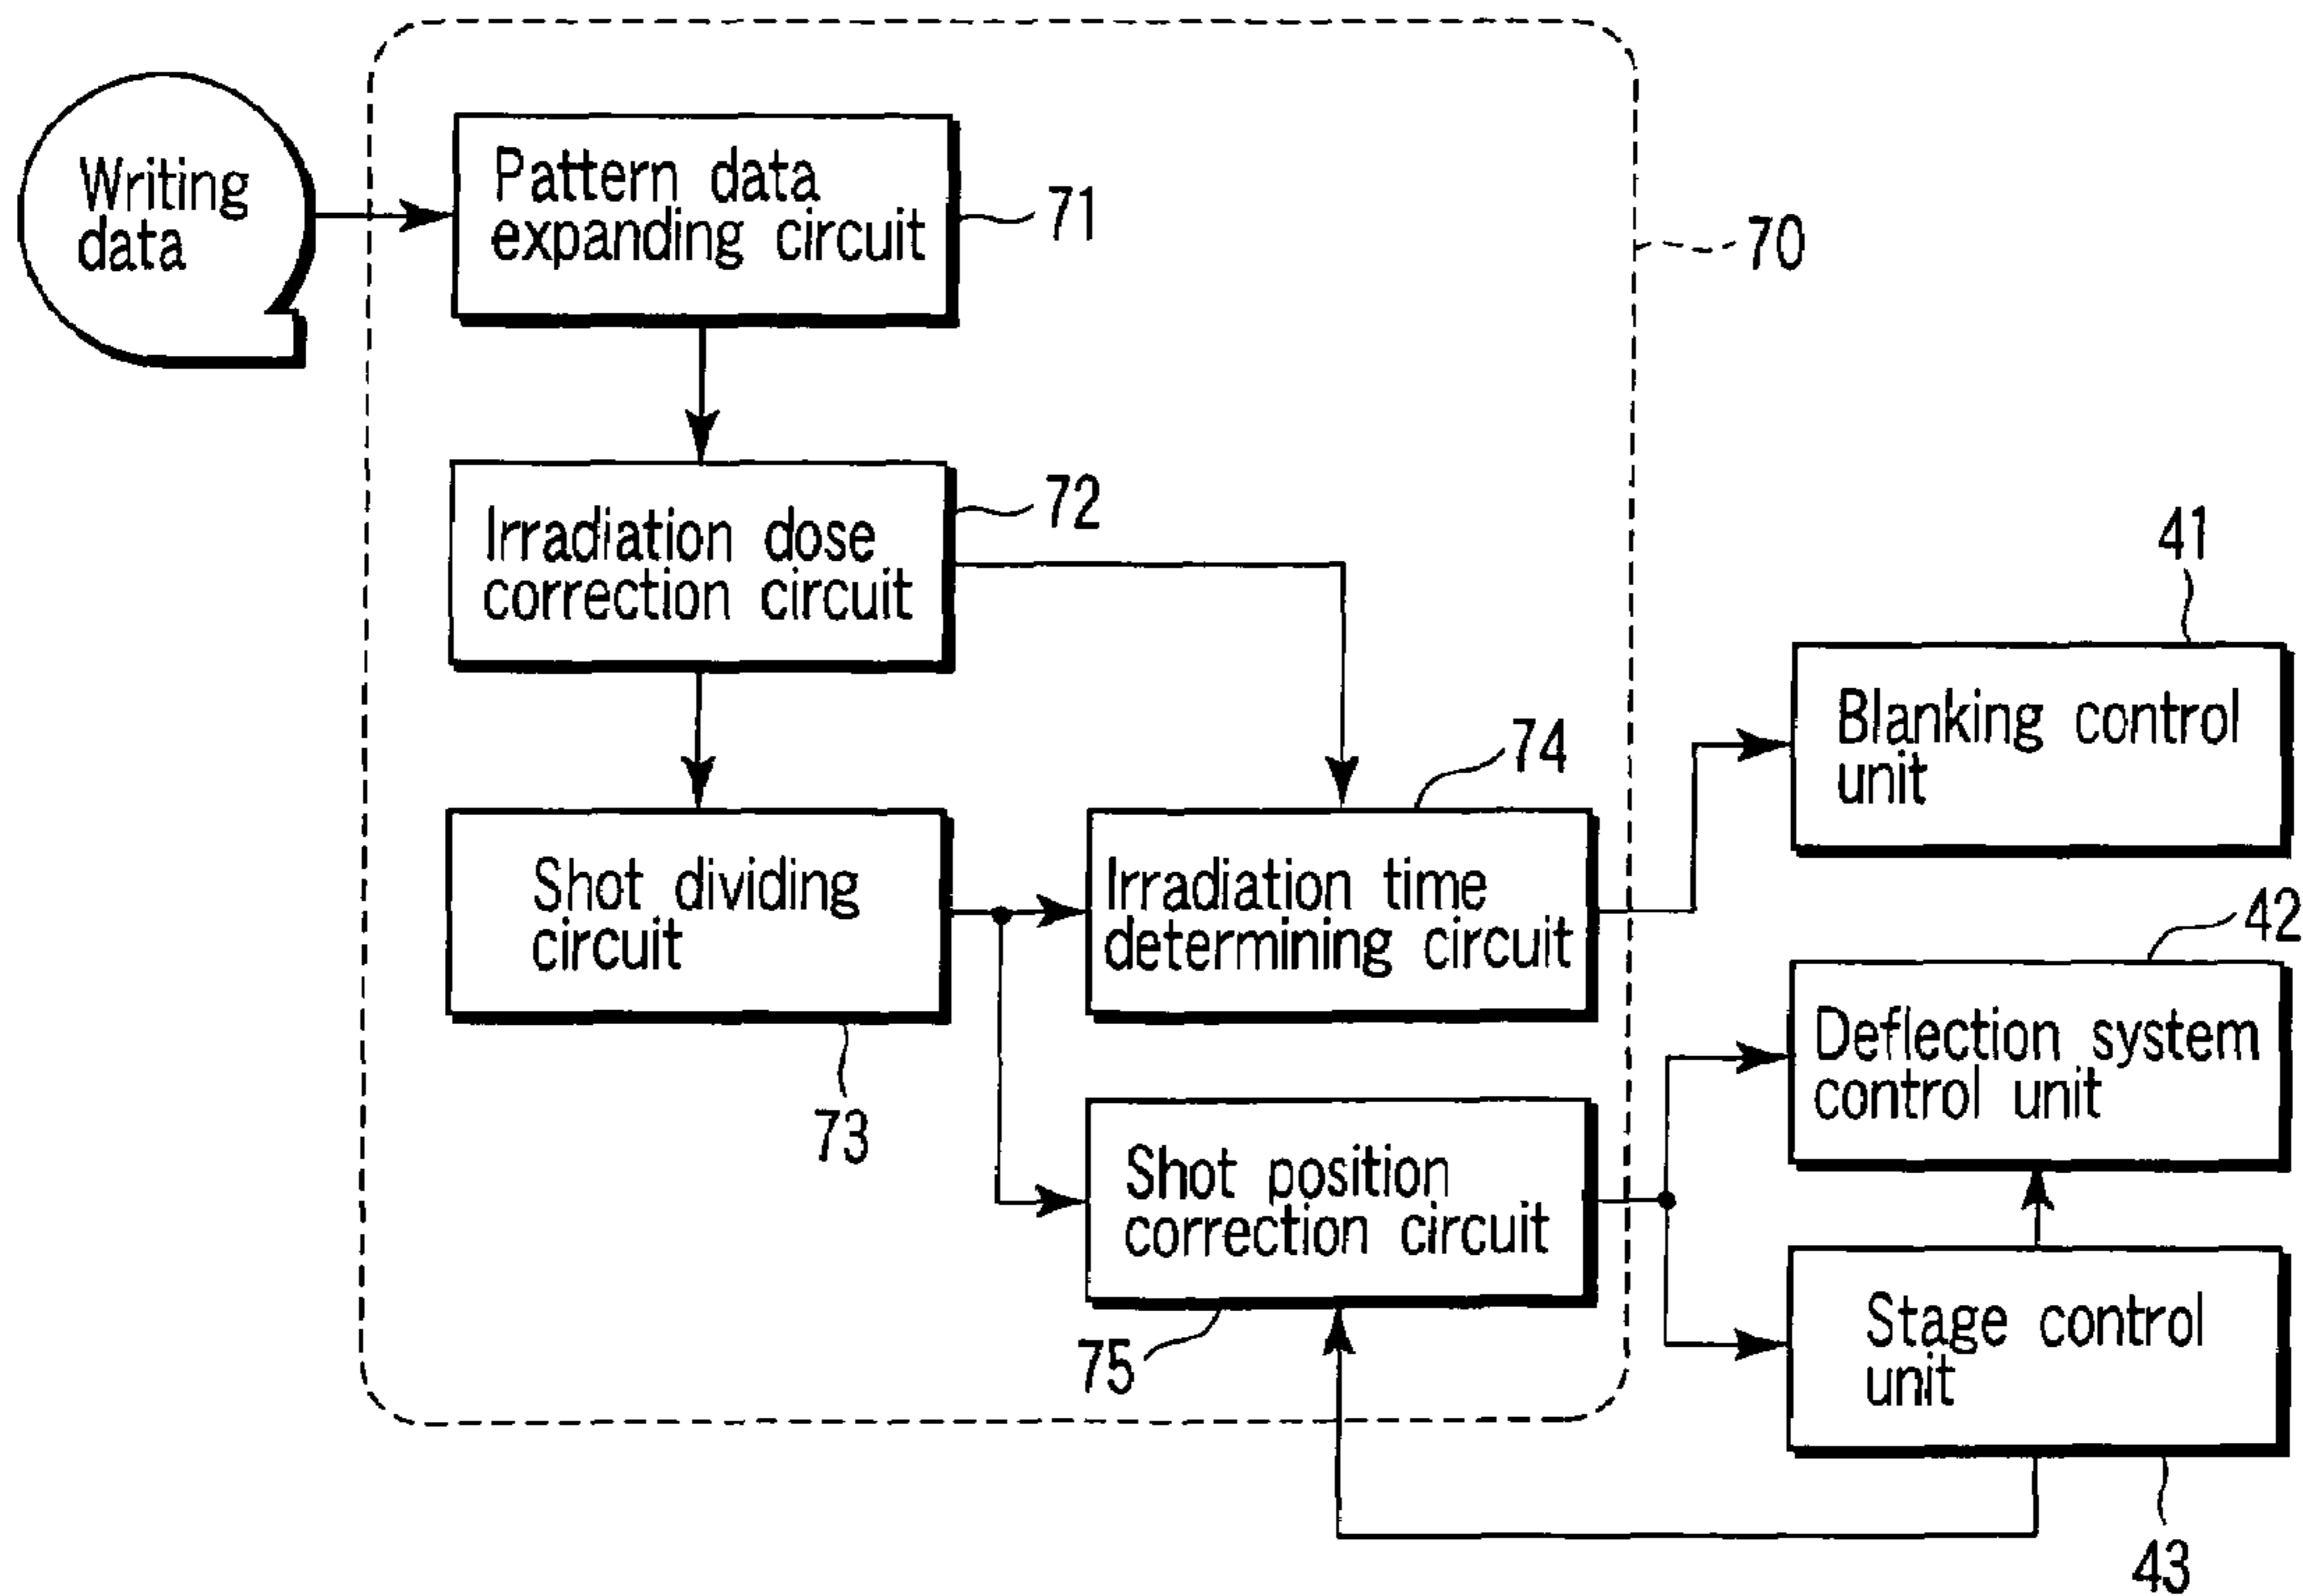 Writing
data
Pattern data
expanding circuit
71
70
Irradiation dose
correction circuit
72
41
Blanking control
unit
74
Shot dividing
circuit
73
Irradiation time
determining circuit
42
Deflection system
control unit
Shot position
correction circuit
75
Stage control
unit
43